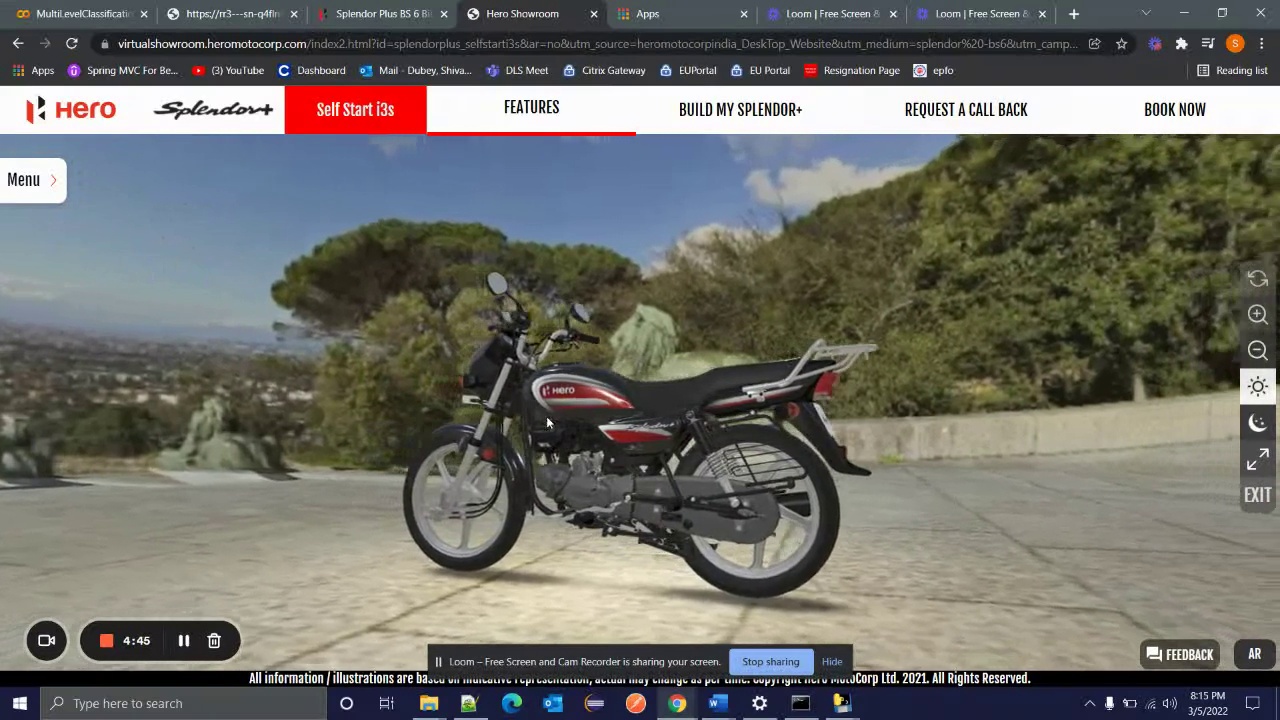 MultiLevelClassificatin
https://rr3---sn-q4fln
Splendor Plus BS 6 Bi
Hero Showroom
Apps
Loom | Free Screen &
Loom | Free Screen &
virtualshowroom.heromotocorp.com/index2.html?id=splendorplus_selfstarti3s&at=no&utm_source=heromotocorpindia_DeskTop_Website&utm_medium=splendor%20-bs6&utm_camp...
Apps
Spring MVC For Be...
(3) YouTube
Dashboard
Mail - Dubey, Shiva...
DLS Meet
Citrix Gateway
EUPortal
EU Portal
Resignation Page
epfo
Reading list
Hero
Splendor+
Self Start i3s
FEATURES
BUILD MY SPLENDOR+
REQUEST A CALL BACK
BOOK NOW
Menu
Hero
Splendor+
EXIT
4:45
Loom – Free Screen and Cam Recorder is sharing your screen.
Stop sharing
Hide
FEEDBACK
AR
All information / illustrations are based on indicative representation, actual may change as per time. Copyright Hero MotoCorp Ltd. 2021. All Rights Reserved.
Type here to search
8:15 PM
3/5/2022